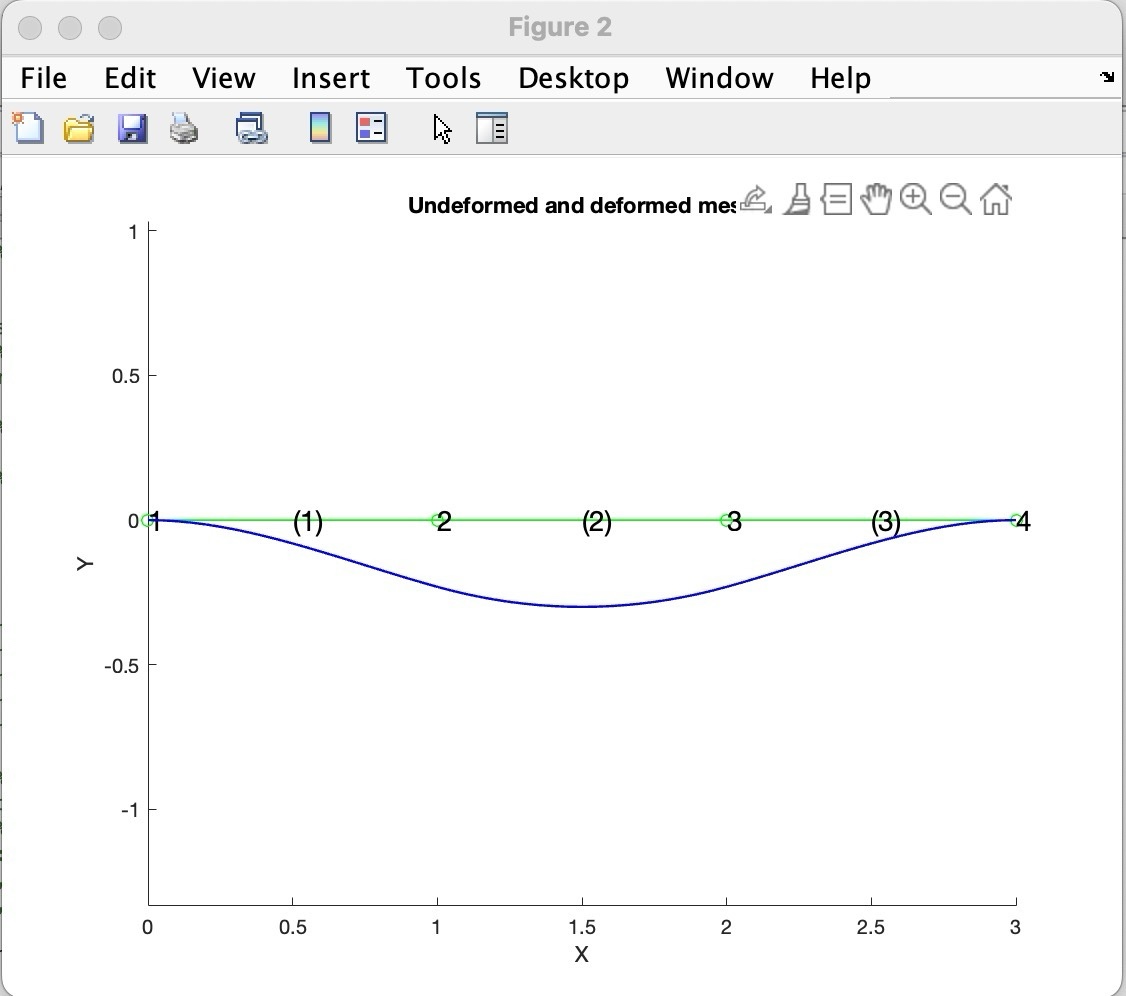 Figure 2
File Edit View Insert Tools Desktop Window Help
Undeformed and deformed mes
1
0.5
0
1 (1) 2 (2) 3 (3) 4
Y
-0.5
-1
0 0.5 1 1.5 2 2.5 3
X